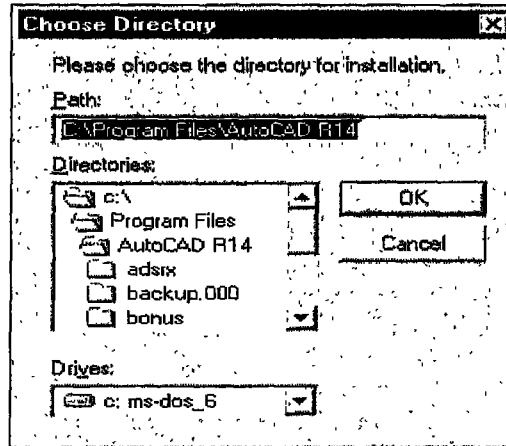 Choose Directory
Please choose the directory for installation.
Path:
C:\Program Files\AutoCAD R14
Directories:
c:\
Program Files
AutoCAD R14
adsrx
backup.000
bonus
OK
Cancel
Drives:
c: ms-dos_6